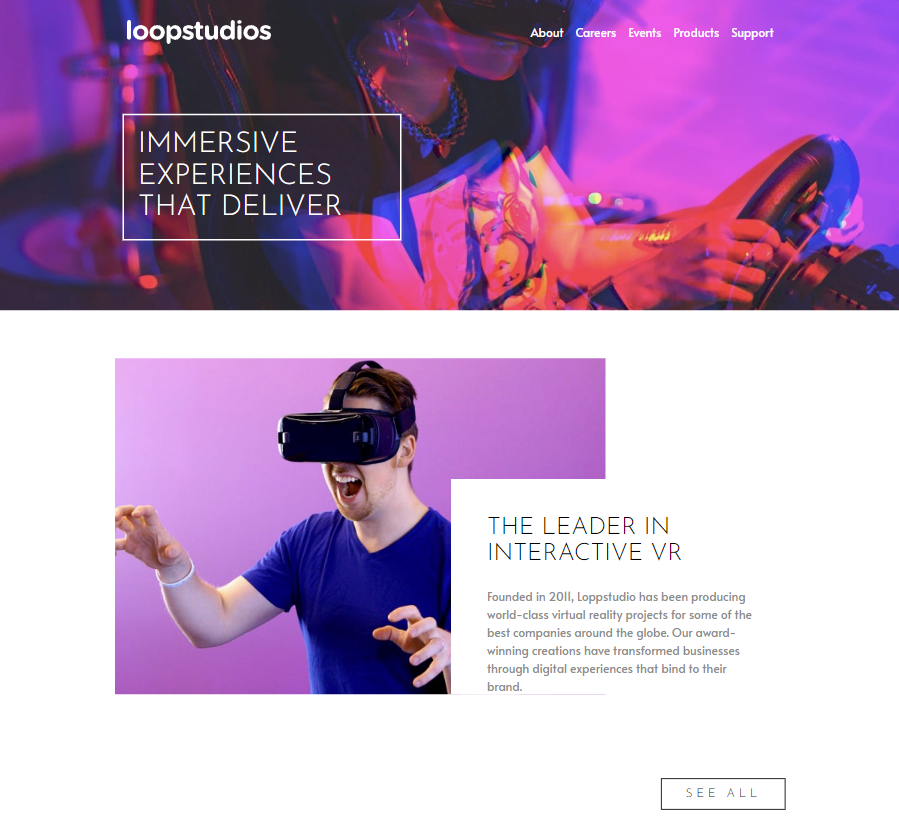 loopstudios
About Careers Events Products Support
IMMERSIVE
EXPERIENCES
THAT DELIVER
THE LEADER IN
INTERACTIVE VR
Founded in 2011, Loppstudio has been producing
world-class virtual reality projects for some of the
best companies around the globe. Our award-
winning creations have transformed businesses
through digital experiences that bind to their
brand.
SEE ALL